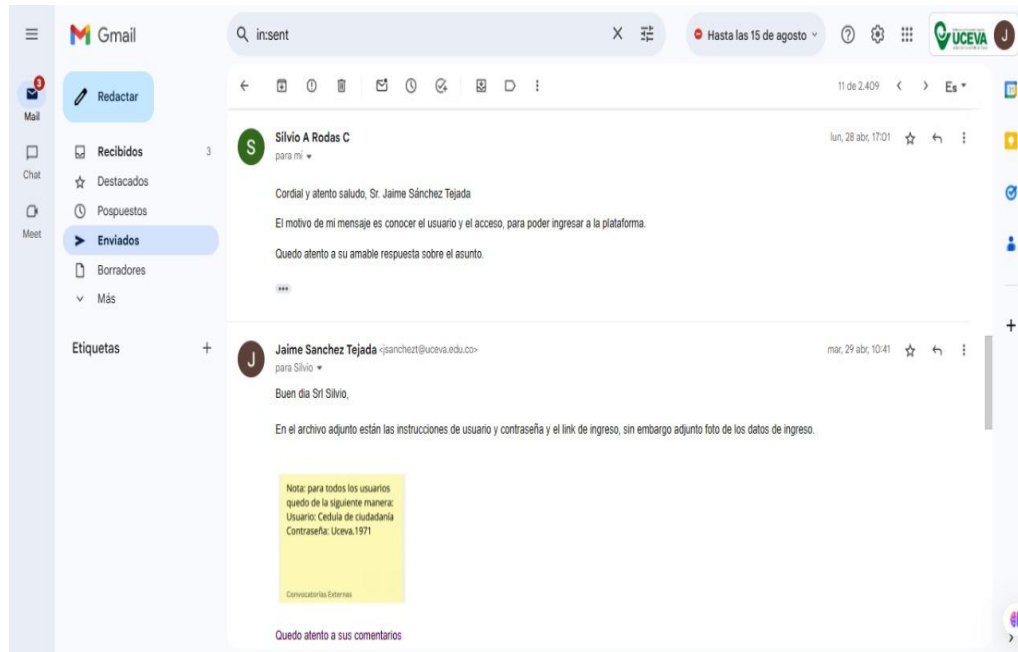 Gmail
in:sent
Hasta las 15 de agosto
UCEVA
J
3
Mail
Redactar
11 de 2.409
Es
Chat
Meet
Recibidos 3
Destacados
Pospuestos
Enviados
Borradores
Más
Etiquetas
S
Silvio A Rodas C
lun, 28 abr, 17:01
para mí
Cordial y atento saludo, Sr. Jaime Sánchez Tejada
El motivo de mi mensaje es conocer el usuario y el acceso, para poder ingresar a la plataforma.
Quedo atento a su amable respuesta sobre el asunto.
J
Jaime Sanchez Tejada <jsanchezt@uceva.edu.co>
mar, 29 abr, 10:41
para Silvio
Buen dia Srl Silvio,
En el archivo adjunto están las instrucciones de usuario y contraseña y el link de ingreso, sin embargo adjunto foto de los datos de ingreso.
Nota: para todos los usuarios
quedo de la siguiente manera:
Usuario: Cedula de ciudadanía
Contraseña: Uceva.1971
Convocatorias Externas
Quedo atento a sus comentarios